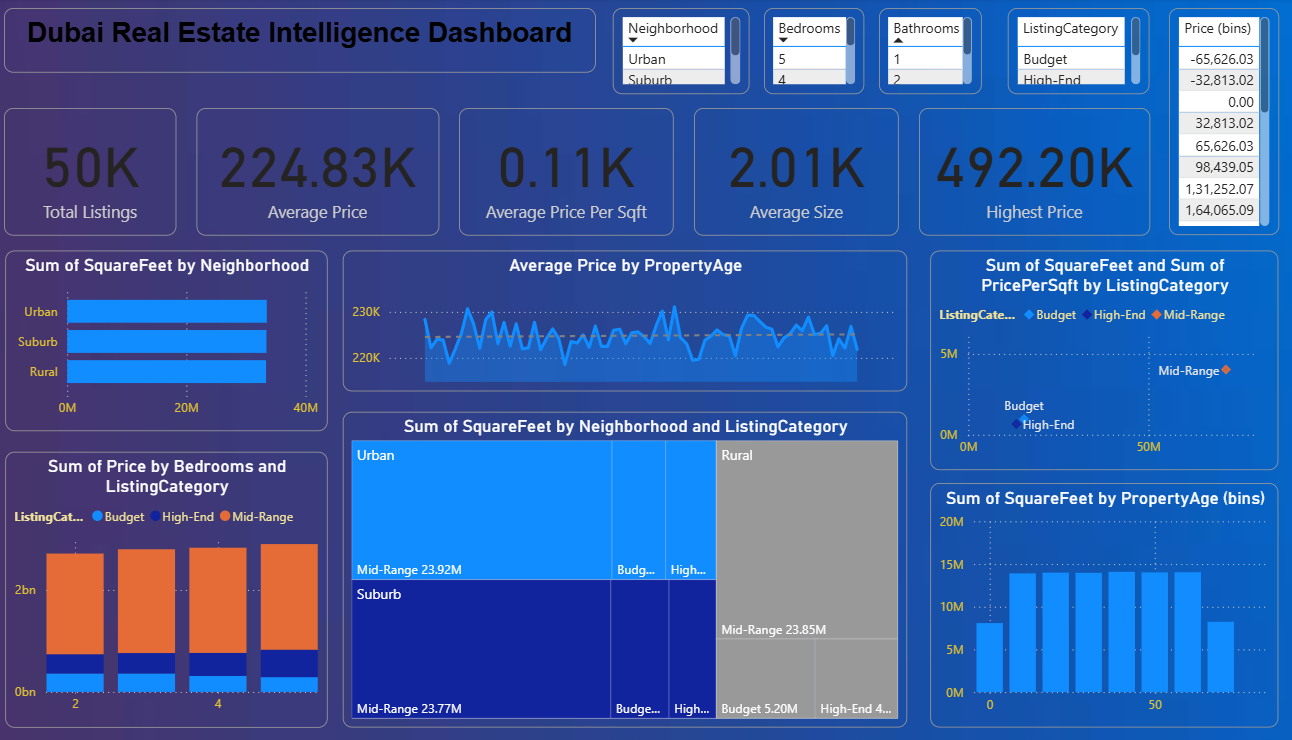 Dubai Real Estate Intelligence Dashboard
Neighborhood
Urban
Suburb
Bedrooms
5
4
Bathrooms
1
2
ListingCategory
Budget
High-End
Price (bins)
-65,626.03
-32,813.02
0.00
32,813.02
65,626.03
98,439.05
1,31,252.07
1,64,065.09
50K
Total Listings
224.83K
Average Price
0.11K
Average Price Per Sqft
2.01K
Average Size
492.20K
Highest Price
Sum of SquareFeet by Neighborhood
Urban
Suburb
Rural
0M 20M 40M
Average Price by PropertyAge
230K
220K
Sum of SquareFeet and Sum of
PricePerSqft by ListingCategory
ListingCate... Budget High-End Mid-Range
5M
Mid-Range
Budget
High-End
0M
0M 50M
Sum of Price by Bedrooms and
ListingCategory
ListingCat... Budget High-End Mid-Range
2bn
0bn
2 4
Sum of SquareFeet by Neighborhood and ListingCategory
Urban
Mid-Range 23.92M
Budg...
High...
Suburb
Mid-Range 23.77M
Budge...
High...
Rural
Mid-Range 23.85M
Budget 5.20M
High-End 4...
Sum of SquareFeet by PropertyAge (bins)
20M
15M
10M
5M
0M
0 50